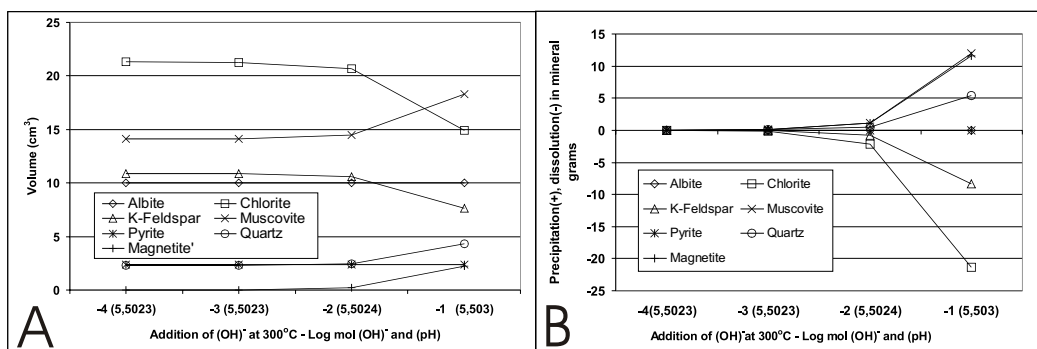 25
20
15
10
5
0
Volume (cm³)
Albite
Chlorite
K-Feldspar
Muscovite
Pyrite
Quartz
Magnetite'
-4 (5,5023)
-3 (5,5023)
-2 (5,5024)
-1 (5,503)
Addition of (OH)⁻ at 300°C - Log mol (OH)⁻ and (pH)
A
15
10
5
0
-5
-10
-15
-20
-25
Precipitation(+), dissolution(-) in mineral
grams
Albite
Chlorite
K-Feldspar
Muscovite
Pyrite
Quartz
Magnetite
-4(5,5023)
-3 (5,5023)
-2 (5,5024)
-1 (5,503)
Addition of (OH)⁻at 300°C - Log mol (OH)⁻ and (pH)
B